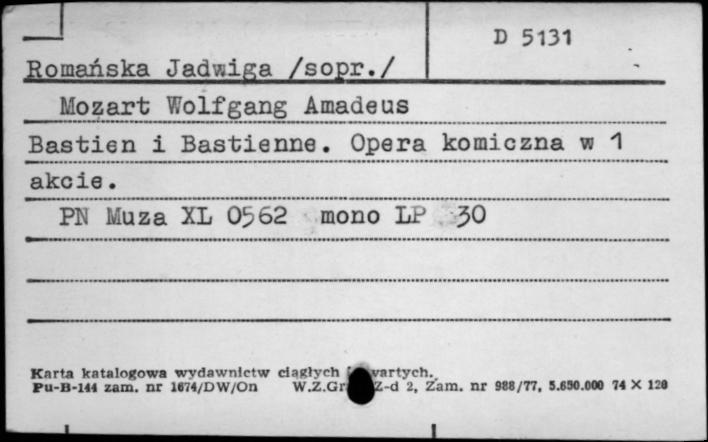 D 5131
Romańska Jadwiga /sopr./
Mozart Wolfgang Amadeus
Bastien i Bastienne. Opera komiczna w 1
akcie.
PN Muza XL 0562 mono LP 30
Karta katalogowa wydawnictw ciągłych
Pu-B-144 zam. nr 1674/DW/On W.Z.Gr Z-d 2, Zam. nr 988/77, 5.650.000 74 X 120